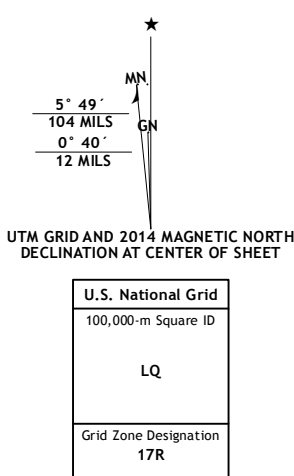 MN.
5° 49´
104 MILS
GN
0° 40´
12 MILS
UTM GRID AND 2014 MAGNETIC NORTH
DECLINATION AT CENTER OF SHEET
U.S. National Grid
100,000-m Square ID
LQ
Grid Zone Designation
17R